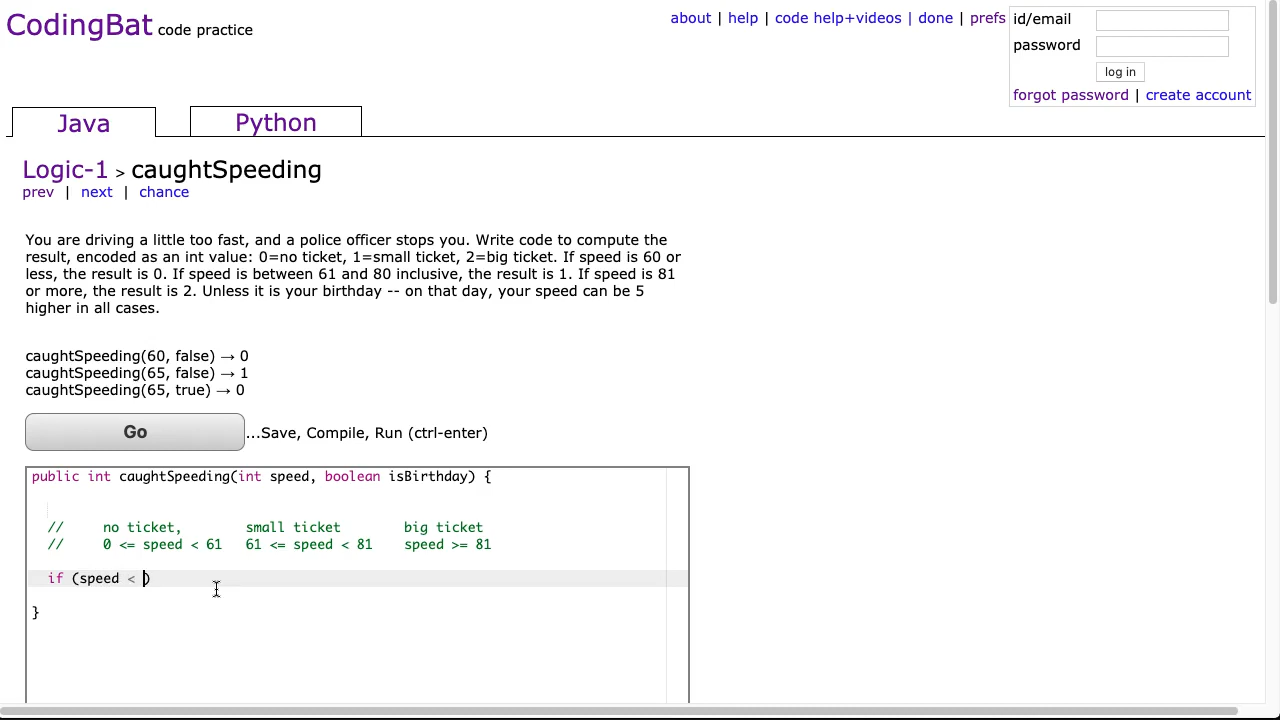 CodingBat code practice
about | help | code help+videos | done | prefs
id/email
password
log in
forgot password | create account
Java
Python
Logic-1 > caughtSpeeding
prev | next | chance
You are driving a little too fast, and a police officer stops you. Write code to compute the
result, encoded as an int value: 0=no ticket, 1=small ticket, 2=big ticket. If speed is 60 or
less, the result is 0. If speed is between 61 and 80 inclusive, the result is 1. If speed is 81
or more, the result is 2. Unless it is your birthday -- on that day, your speed can be 5
higher in all cases.
caughtSpeeding(60, false) → 0
caughtSpeeding(65, false) → 1
caughtSpeeding(65, true) → 0
Go
...Save, Compile, Run (ctrl-enter)
public int caughtSpeeding(int speed, boolean isBirthday) {
// no ticket, small ticket big ticket
// 0 <= speed < 61 61 <= speed < 81 speed >= 81
if (speed < )
}